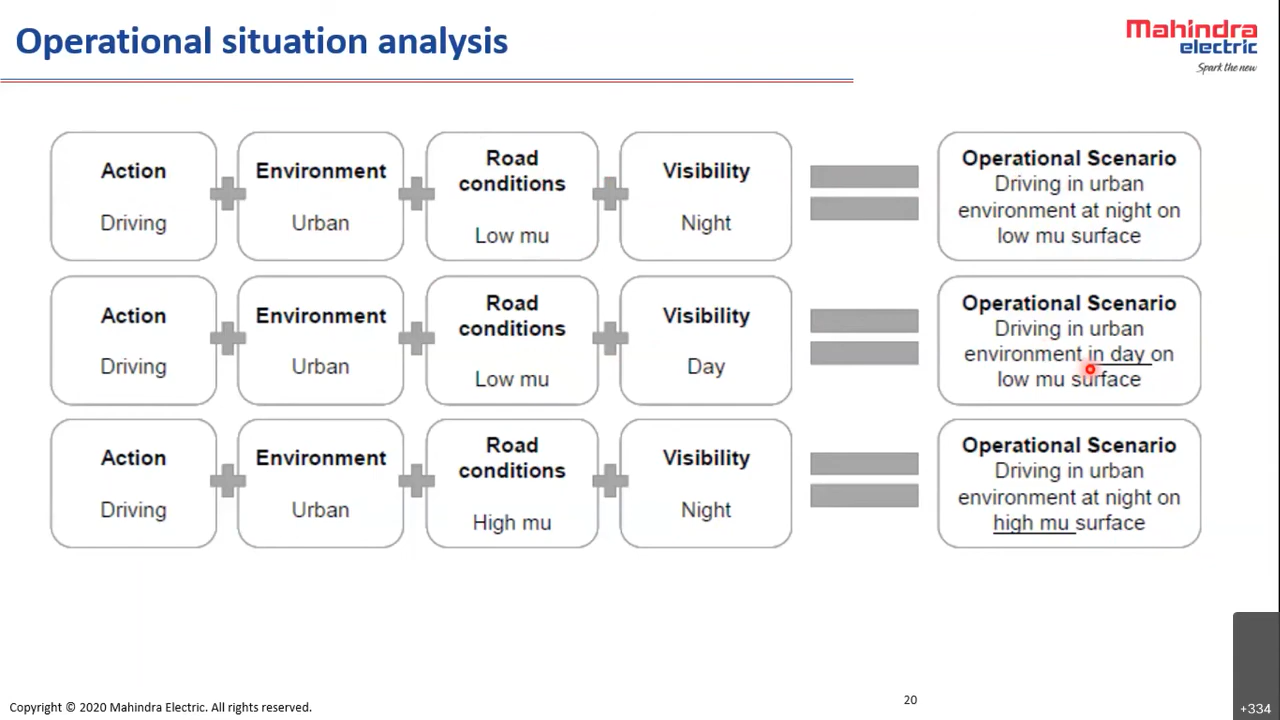 Operational situation analysis
Mahindra
electric
Spark the new
Action
Driving
Environment
Urban
Road
conditions
Low mu
Visibility
Night
Operational Scenario
Driving in urban
environment at night on
low mu surface
Action
Driving
Environment
Urban
Road
conditions
Low mu
Visibility
Day
Operational Scenario
Driving in urban
environment in day on
low mu surface
Action
Driving
Environment
Urban
Road
conditions
High mu
Visibility
Night
Operational Scenario
Driving in urban
environment at night on
high mu surface
Copyright © 2020 Mahindra Electric. All rights reserved.
20
+334